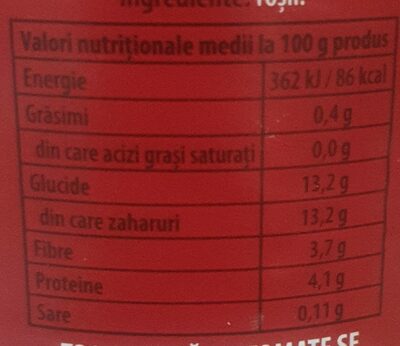 Ingrediente: roșii.
Valori nutriționale medii la 100 g produs
Energie 362 kJ / 86 kcal
Grăsimi 0,4 g
din care acizi grași saturați 0,0 g
Glucide 13,2 g
din care zaharuri 13,2 g
Fibre 3,7 g
Proteine 4,1 g
Sare 0,11 g
SE